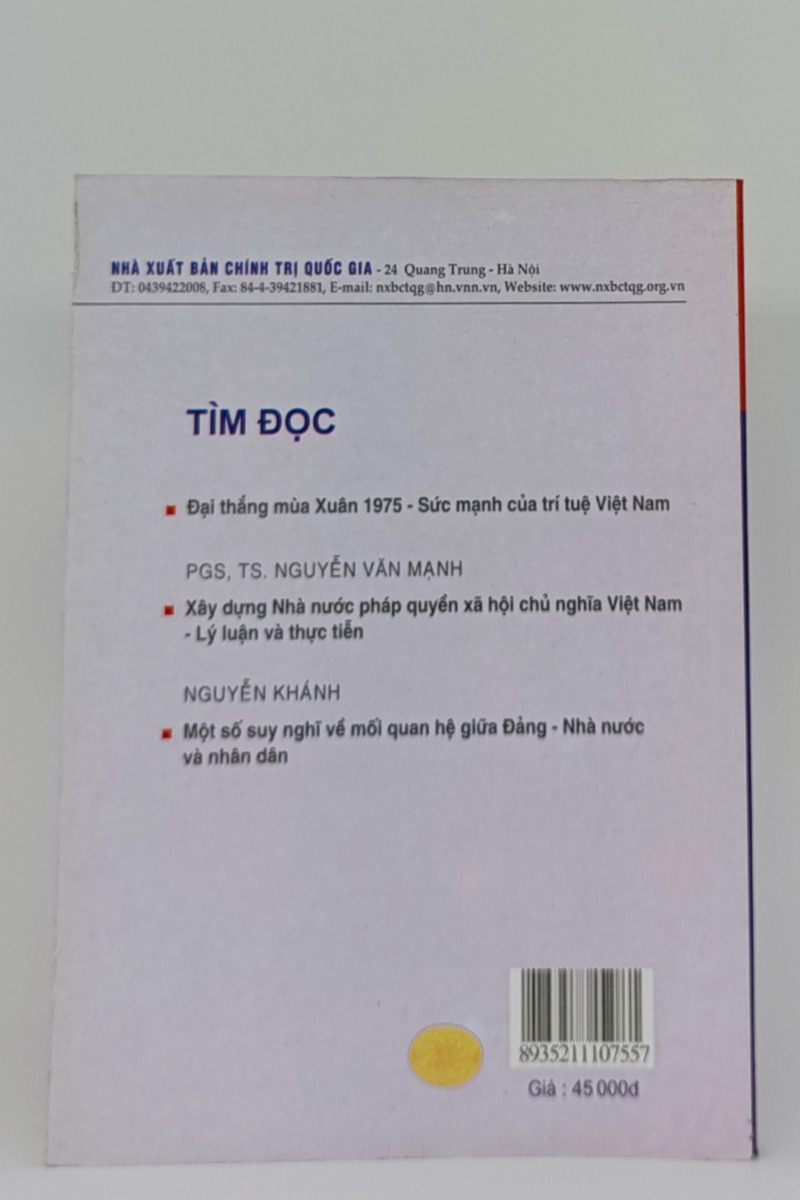 NHÀ XUẤT BẢN CHÍNH TRỊ QUỐC GIA - 24 Quang Trung - Hà Nội
ĐT: 0439422008, Fax: 84-4-39421881, E-mail: nxbctqg@hn.vnn.vn, Website: www.nxbctqg.org.vn
TÌM ĐỌC
Đại thắng mùa Xuân 1975 - Sức mạnh của trí tuệ Việt Nam
PGS, TS. NGUYỄN VĂN MẠNH
Xây dựng Nhà nước pháp quyền xã hội chủ nghĩa Việt Nam
- Lý luận và thực tiễn
NGUYỄN KHÁNH
Một số suy nghĩ về mối quan hệ giữa Đảng - Nhà nước
và nhân dân
8935211107557
Giá : 45 000đ